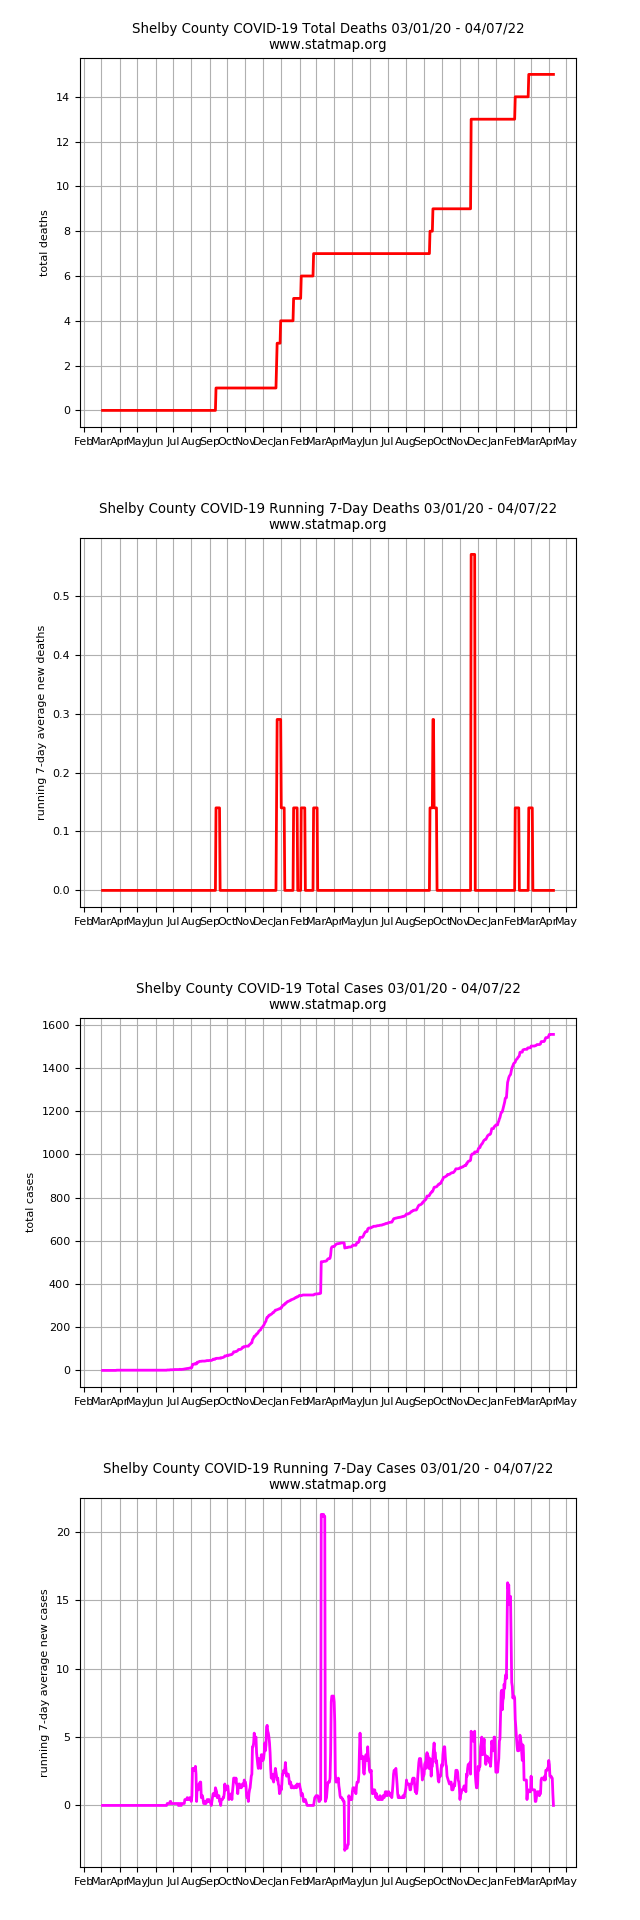 Shelby County COVID-19 Total Deaths 03/01/20 - 04/07/22
www.statmap.org
14
12
10
8
6
4
2
0
total deaths
Feb Mar Apr May Jun Jul Aug Sep Oct Nov Dec Jan Feb Mar Apr May Jun Jul Aug Sep Oct Nov Dec Jan Feb Mar Apr May
Shelby County COVID-19 Running 7-Day Deaths 03/01/20 - 04/07/22
www.statmap.org
0.5
0.4
0.3
0.2
0.1
0.0
running 7-day average new deaths
Feb Mar Apr May Jun Jul Aug Sep Oct Nov Dec Jan Feb Mar Apr May Jun Jul Aug Sep Oct Nov Dec Jan Feb Mar Apr May
Shelby County COVID-19 Total Cases 03/01/20 - 04/07/22
www.statmap.org
1600
1400
1200
1000
800
600
400
200
0
total cases
Feb Mar Apr May Jun Jul Aug Sep Oct Nov Dec Jan Feb Mar Apr May Jun Jul Aug Sep Oct Nov Dec Jan Feb Mar Apr May
Shelby County COVID-19 Running 7-Day Cases 03/01/20 - 04/07/22
www.statmap.org
20
15
10
5
0
running 7-day average new cases
Feb Mar Apr May Jun Jul Aug Sep Oct Nov Dec Jan Feb Mar Apr May Jun Jul Aug Sep Oct Nov Dec Jan Feb Mar Apr May